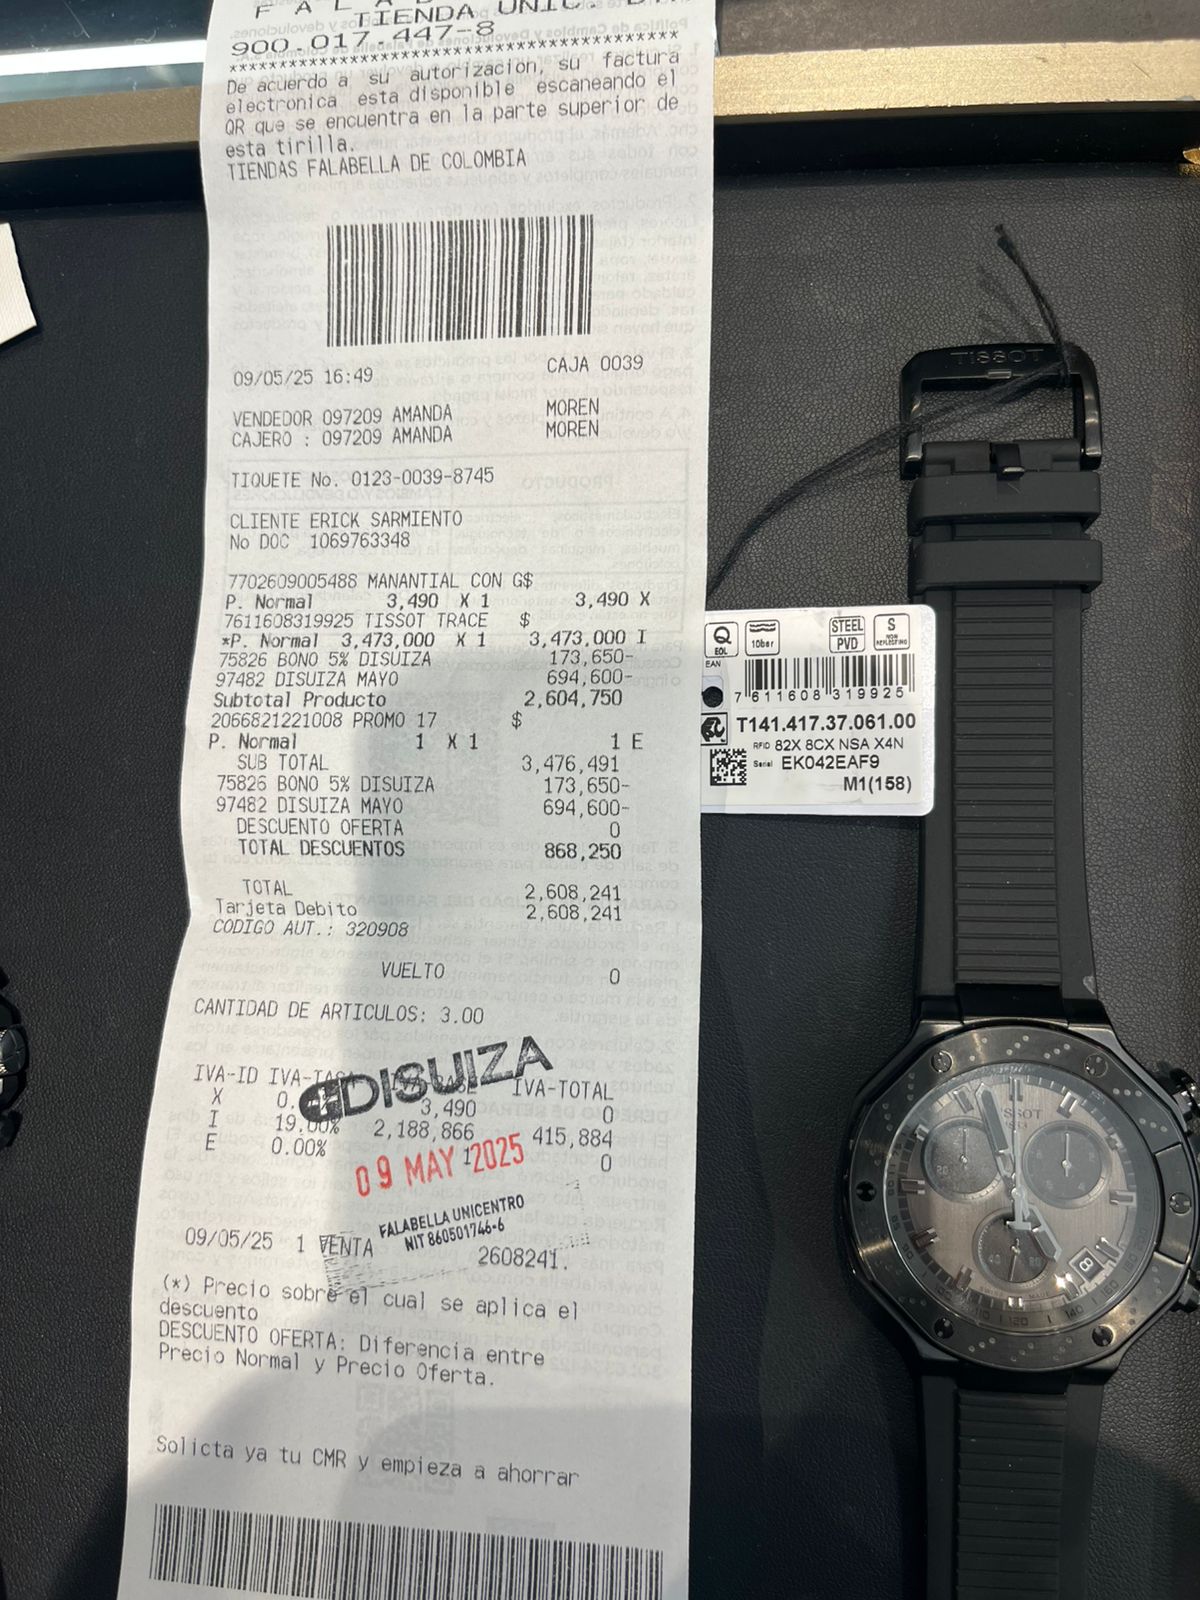 TIENDA UNIC
900.017.447-8
****************************************
De acuerdo a su autorizacion, su factura
electronica esta disponible escaneando el
QR que se encuentra en la parte superior de
esta tirilla.
TIENDAS FALABELLA DE COLOMBIA
09/05/25 16:49 CAJA 0039
VENDEDOR 097209 AMANDA MOREN
CAJERO : 097209 AMANDA MOREN
TIQUETE No. 0123-0039-8745
CLIENTE ERICK SARMIENTO
No DOC 1069763348
7702609005488 MANANTIAL CON G$
P. Normal 3,490 X 1 3,490 X
7611608319925 TISSOT TRACE $
*P. Normal 3,473,000 X 1 3,473,000 I
75826 BONO 5% DISUIZA 173,650-
97482 DISUIZA MAYO 694,600-
Subtotal Producto 2,604,750
2066821221008 PROMO 17 $
P. Normal 1 X 1 1 E
SUB TOTAL 3,476,491
75826 BONO 5% DISUIZA 173,650-
97482 DISUIZA MAYO 694,600-
DESCUENTO OFERTA 0
TOTAL DESCUENTOS 868,250
TOTAL 2,608,241
Tarjeta Debito 2,608,241
CODIGO AUT.: 320908
VUELTO 0
CANTIDAD DE ARTICULOS: 3.00
IVA-ID IVA-TASA IVA-TOTAL
X 0. 3,490 0
I 19.00% 2,188,866 415,884
E 0.00% 1 0
DISUIZA
09 MAY 2025
FALABELLA UNICENTRO
NIT 860501746-6
09/05/25 1 VENTA 2608241.
(*) Precio sobre el cual se aplica el
descuento
DESCUENTO OFERTA: Diferencia entre
Precio Normal y Precio Oferta.
Solicta ya tu CMR y empieza a ahorrar
TISSOT
Q
EOL
10bar
STEEL
PVD
S
NON
REFLECTING
EAN
7 611608 319925
T141.417.37.061.00
RFID 82X 8CX NSA X4N
Serial EK042EAF9
M1(158)
TISSOT
8